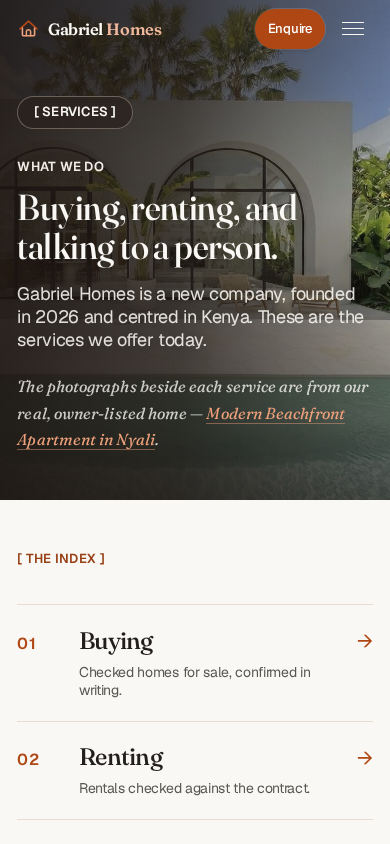 Gabriel Homes
Enquire
[ SERVICES ]
WHAT WE DO
Buying, renting, and
talking to a person.
Gabriel Homes is a new company, founded
in 2026 and centred in Kenya. These are the
services we offer today.
The photographs beside each service are from our
real, owner-listed home — Modern Beachfront
Apartment in Nyali.
[ THE INDEX ]
01
Buying
Checked homes for sale, confirmed in
writing.
02
Renting
Rentals checked against the contract.